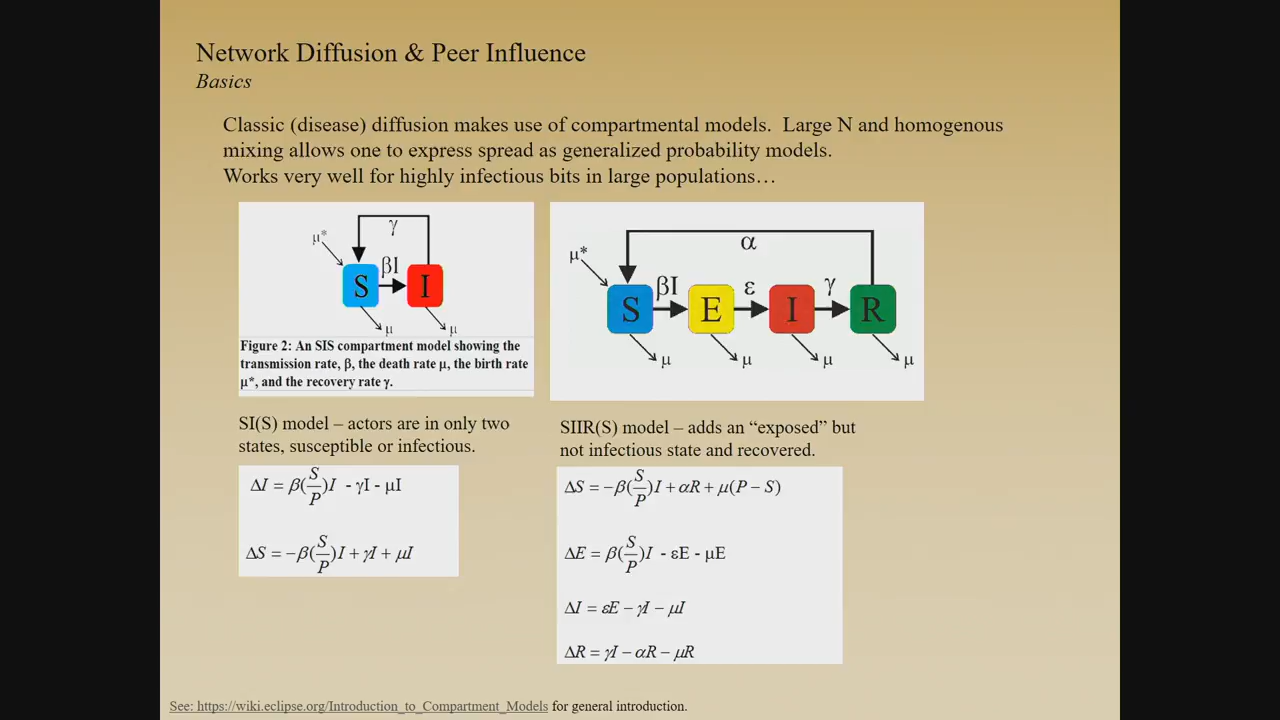 Network Diffusion & Peer Influence
Basics
Classic (disease) diffusion makes use of compartmental models. Large N and homogenous
mixing allows one to express spread as generalized probability models.
Works very well for highly infectious bits in large populations…
γ
μ*
βI
S
I
μ
μ
Figure 2: An SIS compartment model showing the
transmission rate, β, the death rate μ, the birth rate
μ*, and the recovery rate γ.
α
μ*
βI
ε
γ
S
E
I
R
μ
μ
μ
μ
SI(S) model – actors are in only two
states, susceptible or infectious.
ΔI = β(S/P)I - γI - μI
ΔS = −β(S/P)I + γI + μI
SIIR(S) model – adds an “exposed” but
not infectious state and recovered.
ΔS = −β(S/P)I + αR + μ(P − S)
ΔE = β(S/P)I - εE - μE
ΔI = εE − γI − μI
ΔR = γI − αR − μR
See: https://wiki.eclipse.org/Introduction_to_Compartment_Models for general introduction.